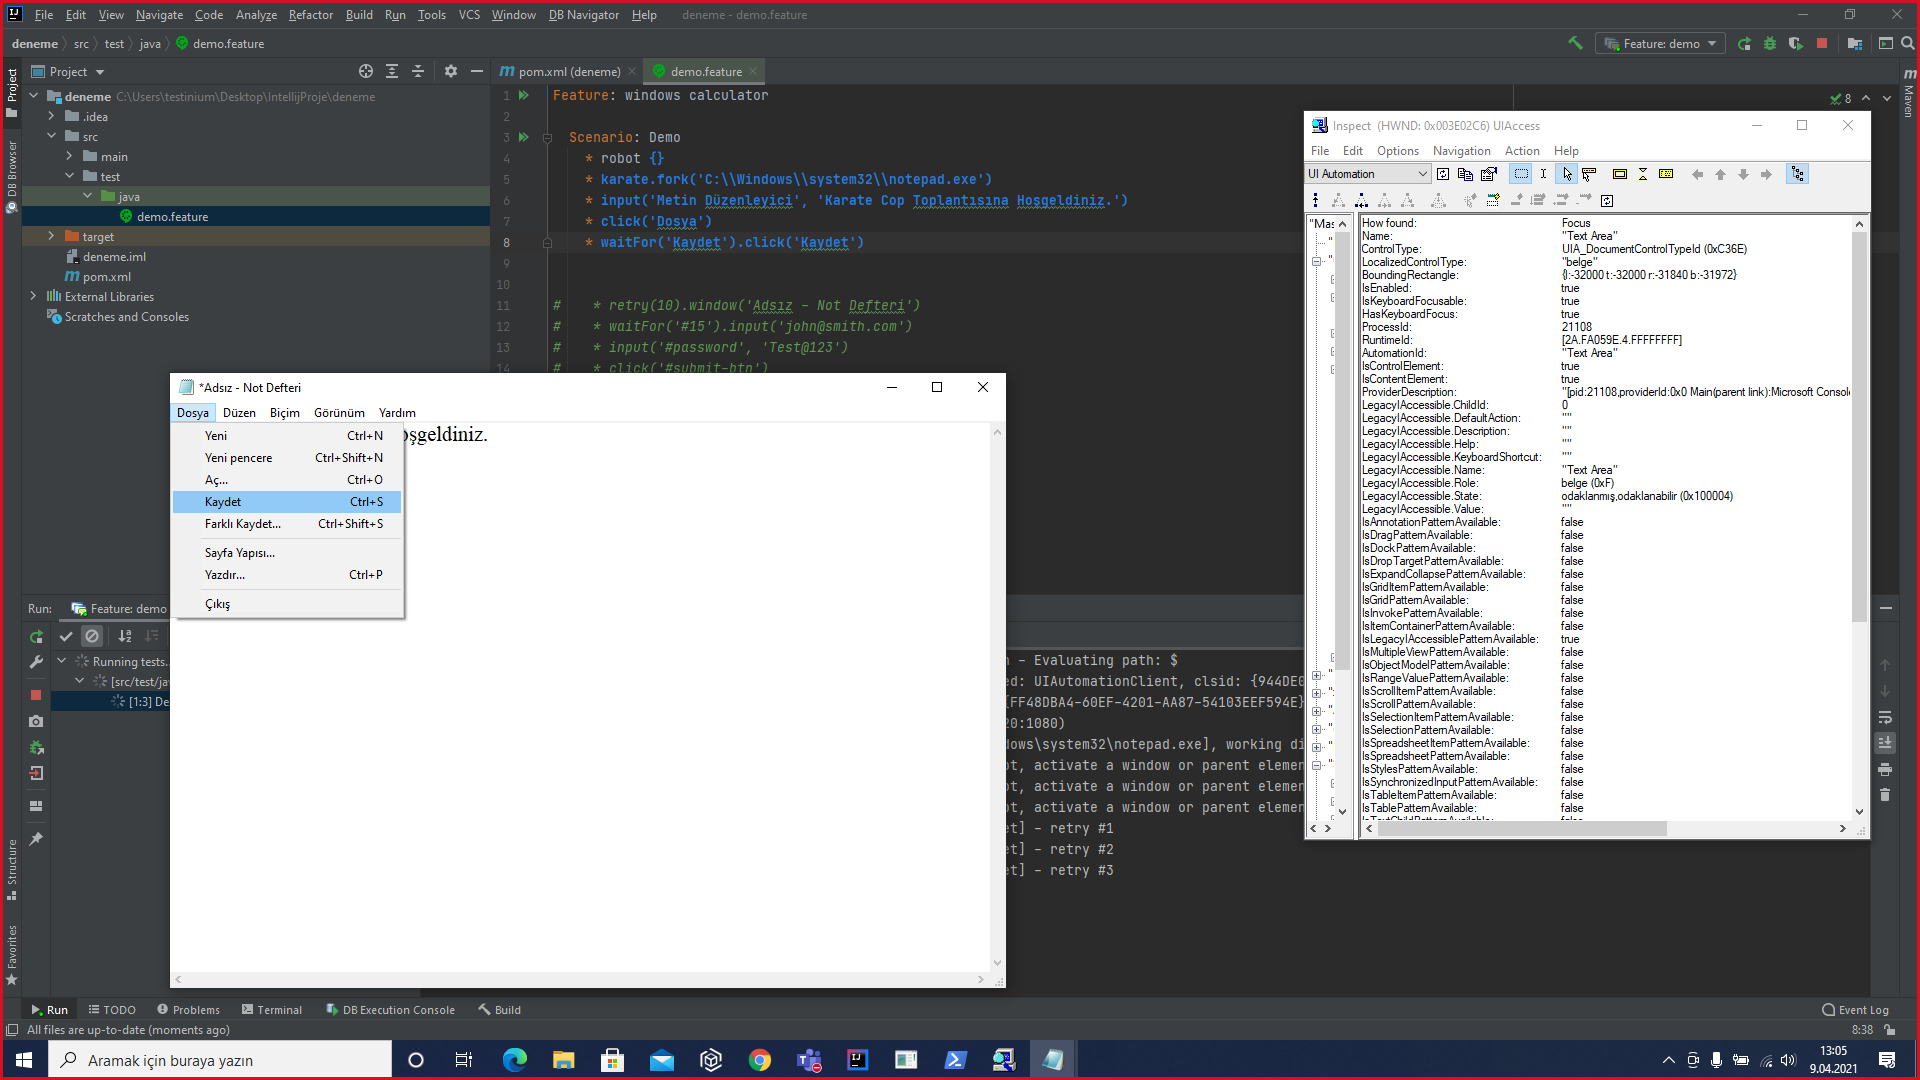 File Edit View Navigate Code Analyze Refactor Build Run Tools VCS Window DB Navigator Help deneme - demo.feature
deneme src test java demo.feature
Feature: demo
Project
pom.xml (deneme)
demo.feature
deneme C:\Users\testinium\Desktop\IntellijProje\deneme
.idea
src
main
test
java
demo.feature
target
deneme.iml
pom.xml
External Libraries
Scratches and Consoles
Project
DB Browser
Structure
Favorites
Maven
8
1 Feature: windows calculator
2
3 Scenario: Demo
4 * robot {}
5 * karate.fork('C:\\Windows\\system32\\notepad.exe')
6 * input('Metin Düzenleyici', 'Karate Cop Toplantısına Hoşgeldiniz.')
7 * click('Dosya')
8 * waitFor('Kaydet').click('Kaydet')
9
10
11 # * retry(10).window('Adsız - Not Defteri')
12 # * waitFor('#15').input('john@smith.com')
13 # * input('#password', 'Test@123')
14 # * click('#submit-btn')
*Adsız - Not Defteri
Dosya Düzen Biçim Görünüm Yardım
oşgeldiniz.
Yeni Ctrl+N
Yeni pencere Ctrl+Shift+N
Aç... Ctrl+O
Kaydet Ctrl+S
Farklı Kaydet... Ctrl+Shift+S
Sayfa Yapısı...
Yazdır... Ctrl+P
Çıkış
Inspect (HWND: 0x003E02C6) UIAccess
File Edit Options Navigation Action Help
UI Automation
"Mas
How found: Focus
Name: "Text Area"
ControlType: UIA_DocumentControlTypeId (0xC36E)
LocalizedControlType: "belge"
BoundingRectangle: {l:-32000 t:-32000 r:-31840 b:-31972}
IsEnabled: true
IsKeyboardFocusable: true
HasKeyboardFocus: true
ProcessId: 21108
RuntimeId: [2A.FA059E.4.FFFFFFFF]
AutomationId: "Text Area"
IsControlElement: true
IsContentElement: true
ProviderDescription: "[pid:21108,providerId:0x0 Main(parent link):Microsoft Consol
LegacyIAccessible.ChildId: 0
LegacyIAccessible.DefaultAction: ""
LegacyIAccessible.Description: ""
LegacyIAccessible.Help: ""
LegacyIAccessible.KeyboardShortcut: ""
LegacyIAccessible.Name: "Text Area"
LegacyIAccessible.Role: belge (0xF)
LegacyIAccessible.State: odaklanmış,odaklanabilir (0x100004)
LegacyIAccessible.Value: ""
IsAnnotationPatternAvailable: false
IsDragPatternAvailable: false
IsDockPatternAvailable: false
IsDropTargetPatternAvailable: false
IsExpandCollapsePatternAvailable: false
IsGridItemPatternAvailable: false
IsGridPatternAvailable: false
IsInvokePatternAvailable: false
IsItemContainerPatternAvailable: false
IsLegacyIAccessiblePatternAvailable: true
IsMultipleViewPatternAvailable: false
IsObjectModelPatternAvailable: false
IsRangeValuePatternAvailable: false
IsScrollItemPatternAvailable: false
IsScrollPatternAvailable: false
IsSelectionItemPatternAvailable: false
IsSelectionPatternAvailable: false
IsSpreadsheetItemPatternAvailable: false
IsSpreadsheetPatternAvailable: false
IsStylesPatternAvailable: false
IsSynchronizedInputPatternAvailable: false
IsTableItemPatternAvailable: false
IsTablePatternAvailable: false
Run: Feature: demo
Running tests...
[src/test/ja
[1:3] De
n - Evaluating path: $
ed: UIAutomationClient, clsid: {944DE0
{FF48DBA4-60EF-4201-AA87-54103EEF594E}
20:1080)
dows\system32\notepad.exe], working di
ot, activate a window or parent elemen
ot, activate a window or parent elemen
ot, activate a window or parent elemen
et] - retry #1
et] - retry #2
et] - retry #3
Run TODO Problems Terminal DB Execution Console Build Event Log
All files are up-to-date (moments ago) 8:38
Aramak için buraya yazın
13:05
9.04.2021